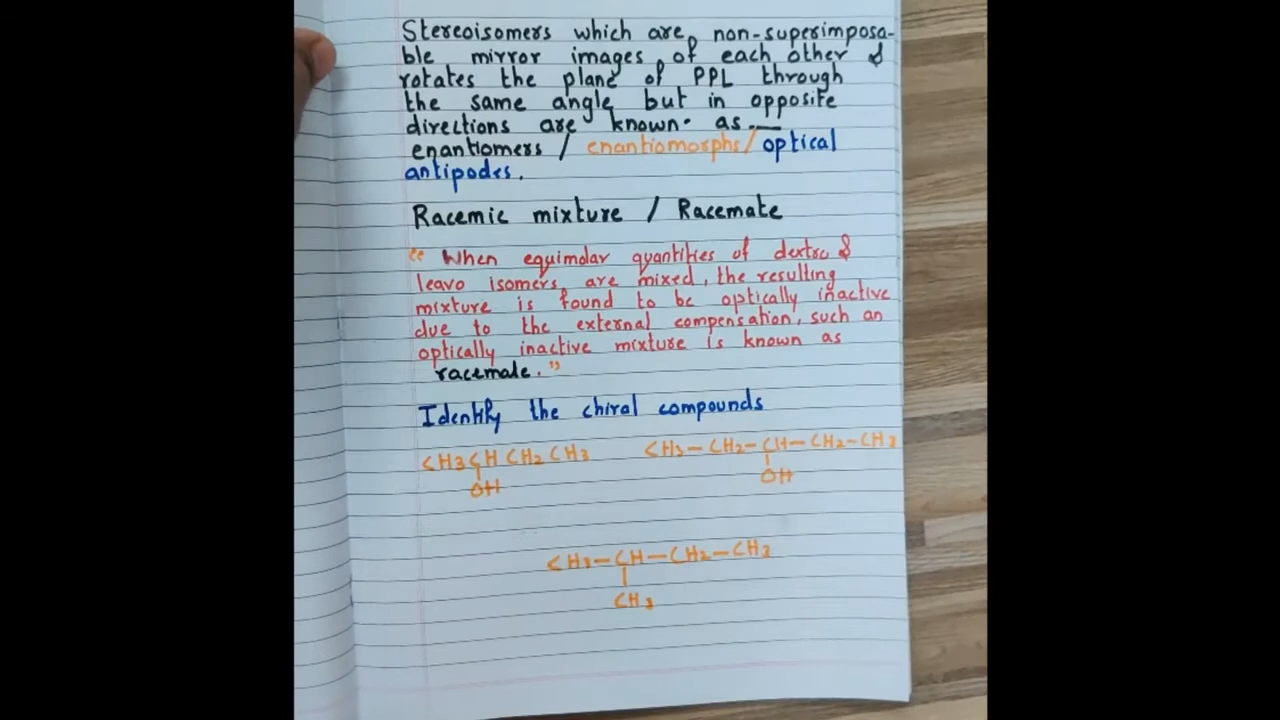 Stereoisomers which are non-superimposa-
ble mirror images of each other &
rotates the plane of PPL through
the same angle but in opposite
directions are known as —
enantiomers / enantiomorphs/ optical
antipodes.
Racemic mixture / Racemate
“ When equimolar quantities of dextro &
leavo isomers are mixed, the resulting
mixture is found to be optically inactive
due to the external compensation, such an
optically inactive mixture is known as
racemate. ”
Identify the chiral compounds
CH3CHCH2CH3 CH3-CH2-CH-CH2-CH3
OH OH
CH3-CH-CH2-CH3
CH3